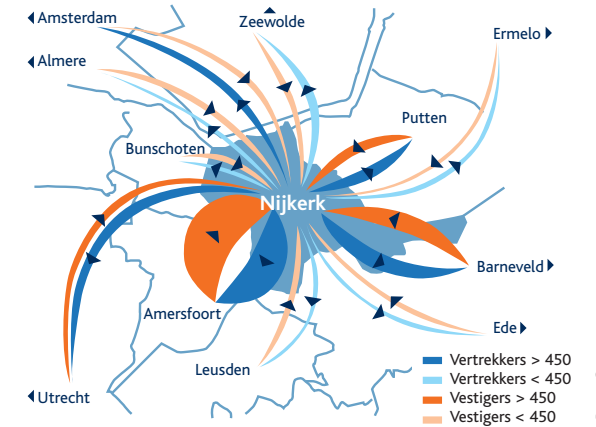 Amsterdam
Zeewolde
Ermelo
Almere
Putten
Bunschoten
Nijkerk
Barneveld
Amersfoort
Ede
Leusden
Utrecht
Vertrekkers > 450
Vertrekkers < 450
Vestigers > 450
Vestigers < 450